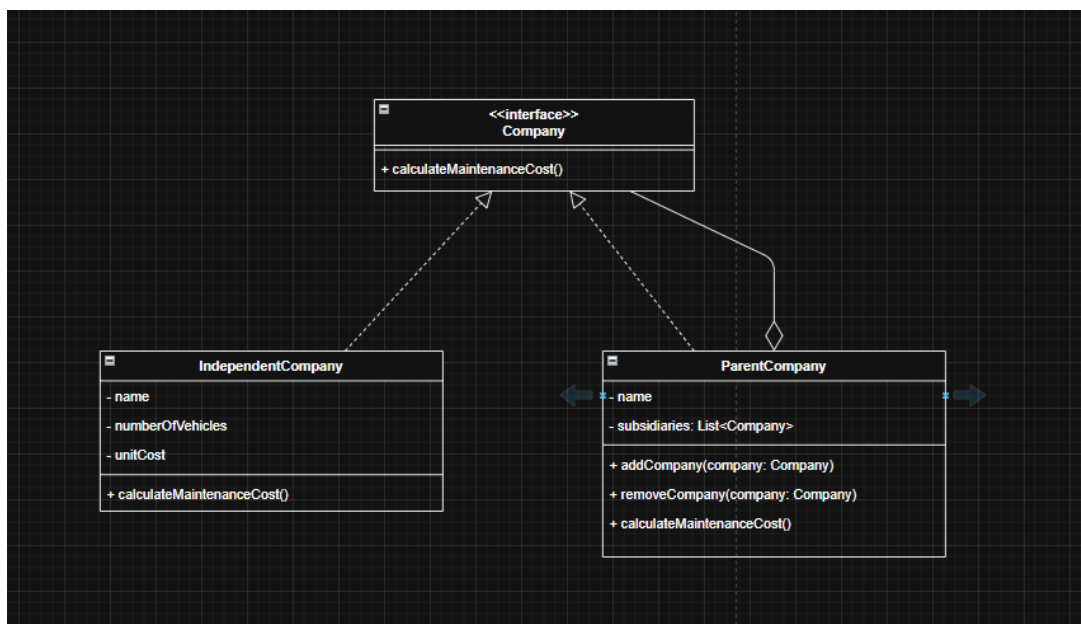 <<interface>>
Company
+ calculateMaintenanceCost()
IndependentCompany
- name
- numberOfVehicles
- unitCost
+ calculateMaintenanceCost()
ParentCompany
- name
- subsidiaries: List<Company>
+ addCompany(company: Company)
+ removeCompany(company: Company)
+ calculateMaintenanceCost()